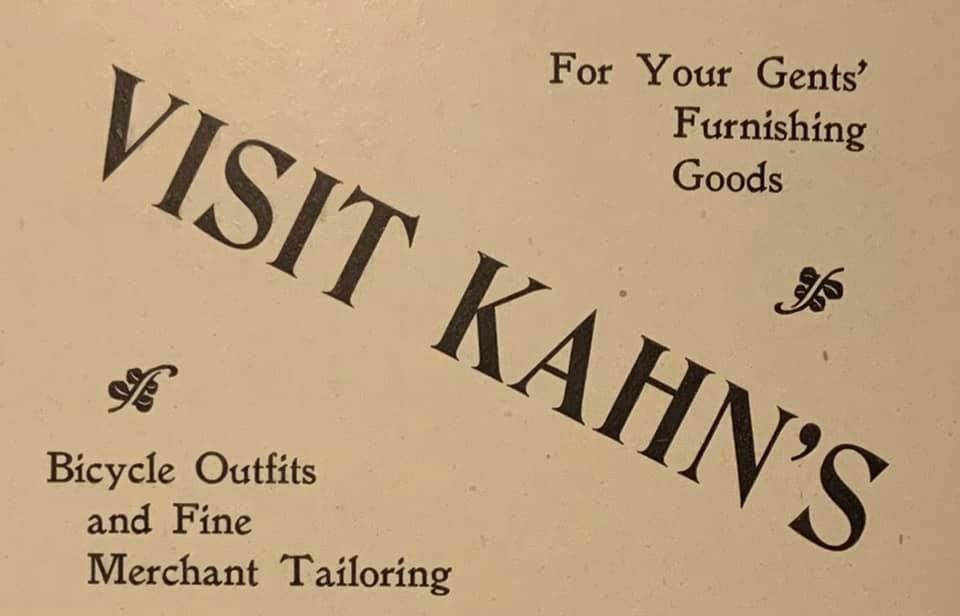 For Your Gents'
Furnishing
Goods
VISIT KAHN'S
Bicycle Outfits
and Fine
Merchant Tailoring